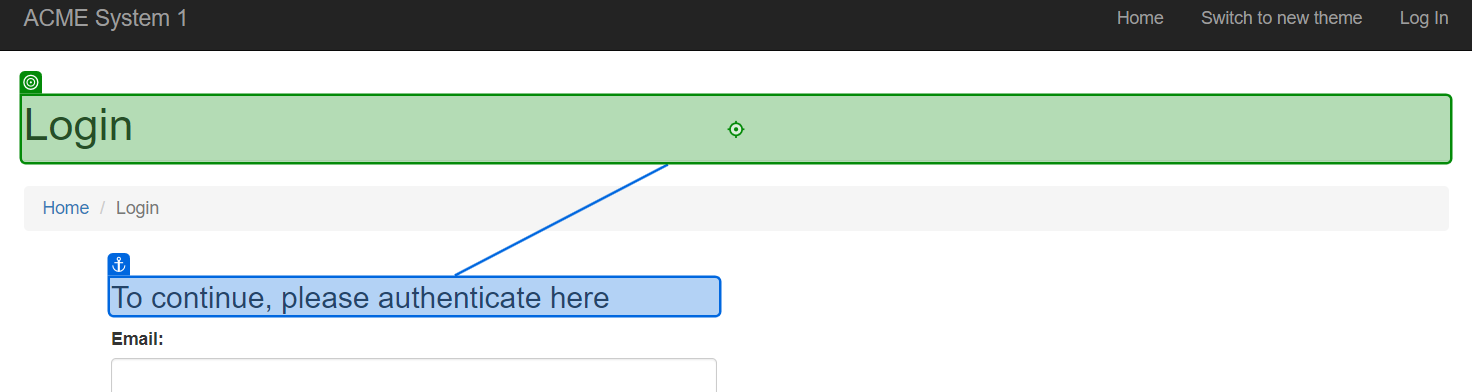 ACME System 1 Home Switch to new theme Log In
Login
Home / Login
To continue, please authenticate here
Email: